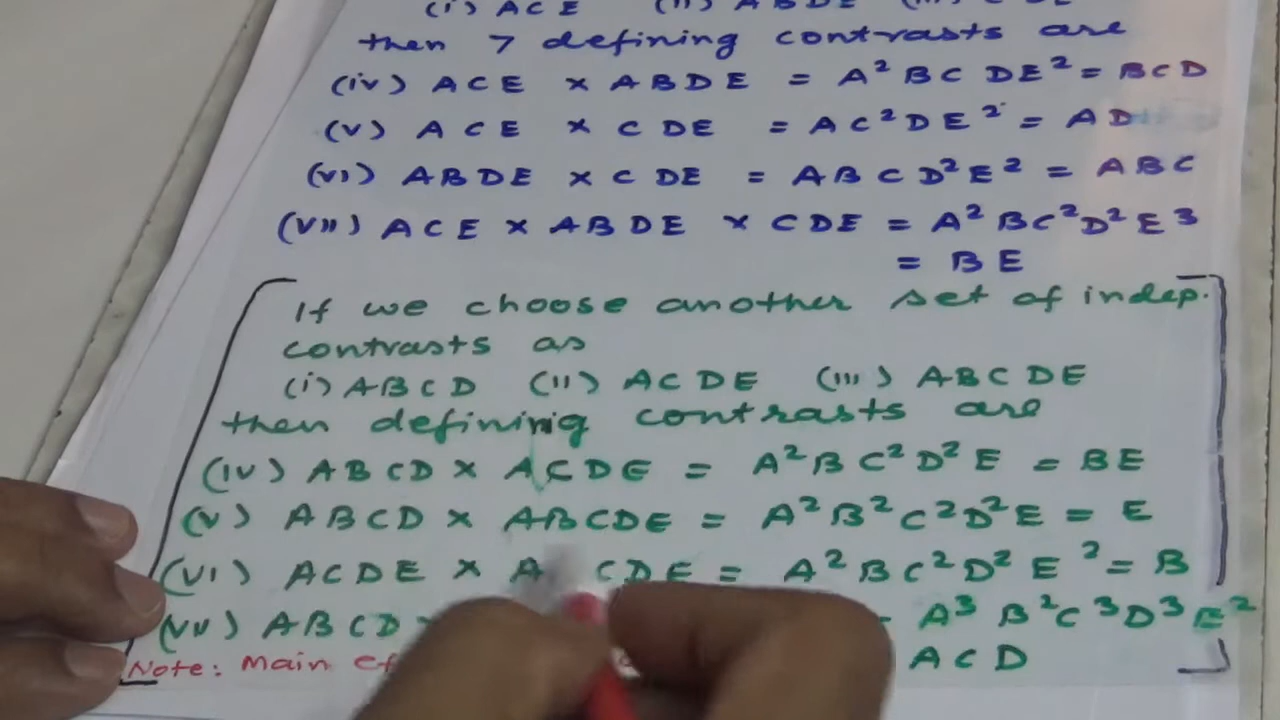 (i) ACE
then 7 defining contrasts are
(iv) ACE × ABDE = A²BCDE² = BCD
(v) ACE × CDE = AC²DE² = AD
(vi) ABDE × CDE = ABCD²E² = ABC
(vii) ACE × ABDE × CDE = A²BC²D²E³
= BE
If we choose another set of indep.
contrasts as
(i) ABCD (ii) ACDE (iii) ABCDE
then defining contrasts are
(iv) ABCD × ACDE = A²BC²D²E = BE
(v) ABCD × ABCDE = A²B²C²D²E = E
(vi) ACDE × A CDE = A²BC²D²E² = B
(vii) ABCD A³B²C³D³E²
Note: Main ACD